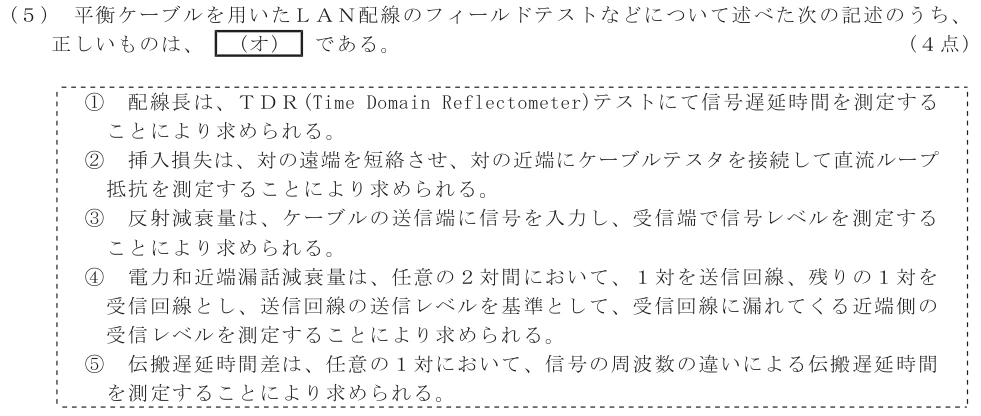 (５) 平衡ケーブルを用いたＬＡＮ配線のフィールドテストなどについて述べた次の記述のうち、
正しいものは、 (オ) である。 (４点)
① 配線長は、ＴＤＲ(Time Domain Reflectometer)テストにて信号遅延時間を測定する
ことにより求められる。
② 挿入損失は、対の遠端を短絡させ、対の近端にケーブルテスタを接続して直流ループ
抵抗を測定することにより求められる。
③ 反射減衰量は、ケーブルの送信端に信号を入力し、受信端で信号レベルを測定する
ことにより求められる。
④ 電力和近端漏話減衰量は、任意の２対間において、１対を送信回線、残りの１対を
受信回線とし、送信回線の送信レベルを基準として、受信回線に漏れてくる近端側の
受信レベルを測定することにより求められる。
⑤ 伝搬遅延時間差は、任意の１対において、信号の周波数の違いによる伝搬遅延時間
を測定することにより求められる。